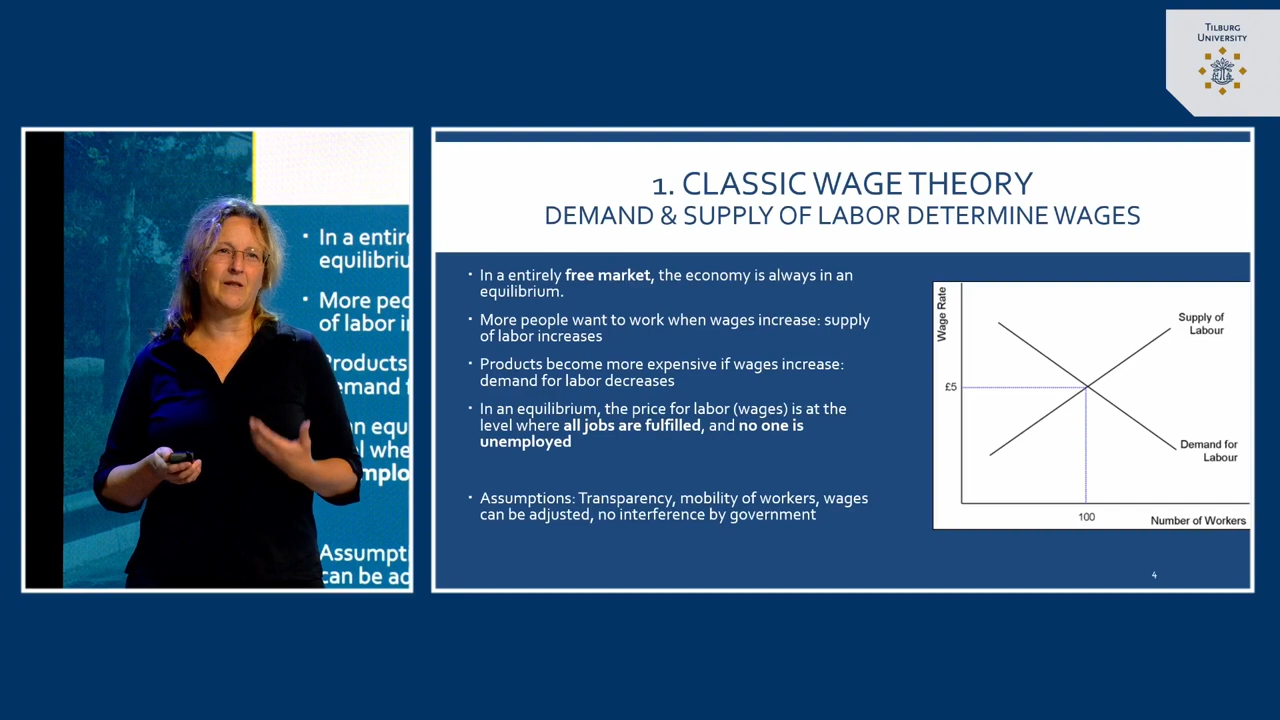 TILBURG
UNIVERSITY
In a entire
equilibriu
More peo
of labor i
Products
emand f
n equ
l whe
mplo
Assumpt
can be ad
1. CLASSIC WAGE THEORY
DEMAND & SUPPLY OF LABOR DETERMINE WAGES
· In a entirely free market, the economy is always in an
equilibrium.
· More people want to work when wages increase: supply
of labor increases
· Products become more expensive if wages increase:
demand for labor decreases
· In an equilibrium, the price for labor (wages) is at the
level where all jobs are fulfilled, and no one is
unemployed
· Assumptions: Transparency, mobility of workers, wages
can be adjusted, no interference by government
Wage Rate
Supply of
Labour
£5
Demand for
Labour
100
Number of Workers
4